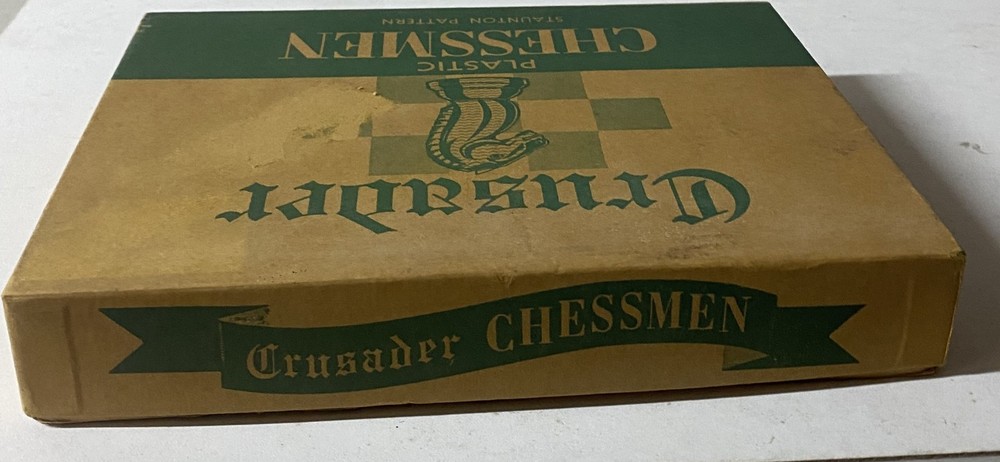 Crusader
PLASTIC
CHESSMEN
STAUNTON PATTERN
Crusader CHESSMEN